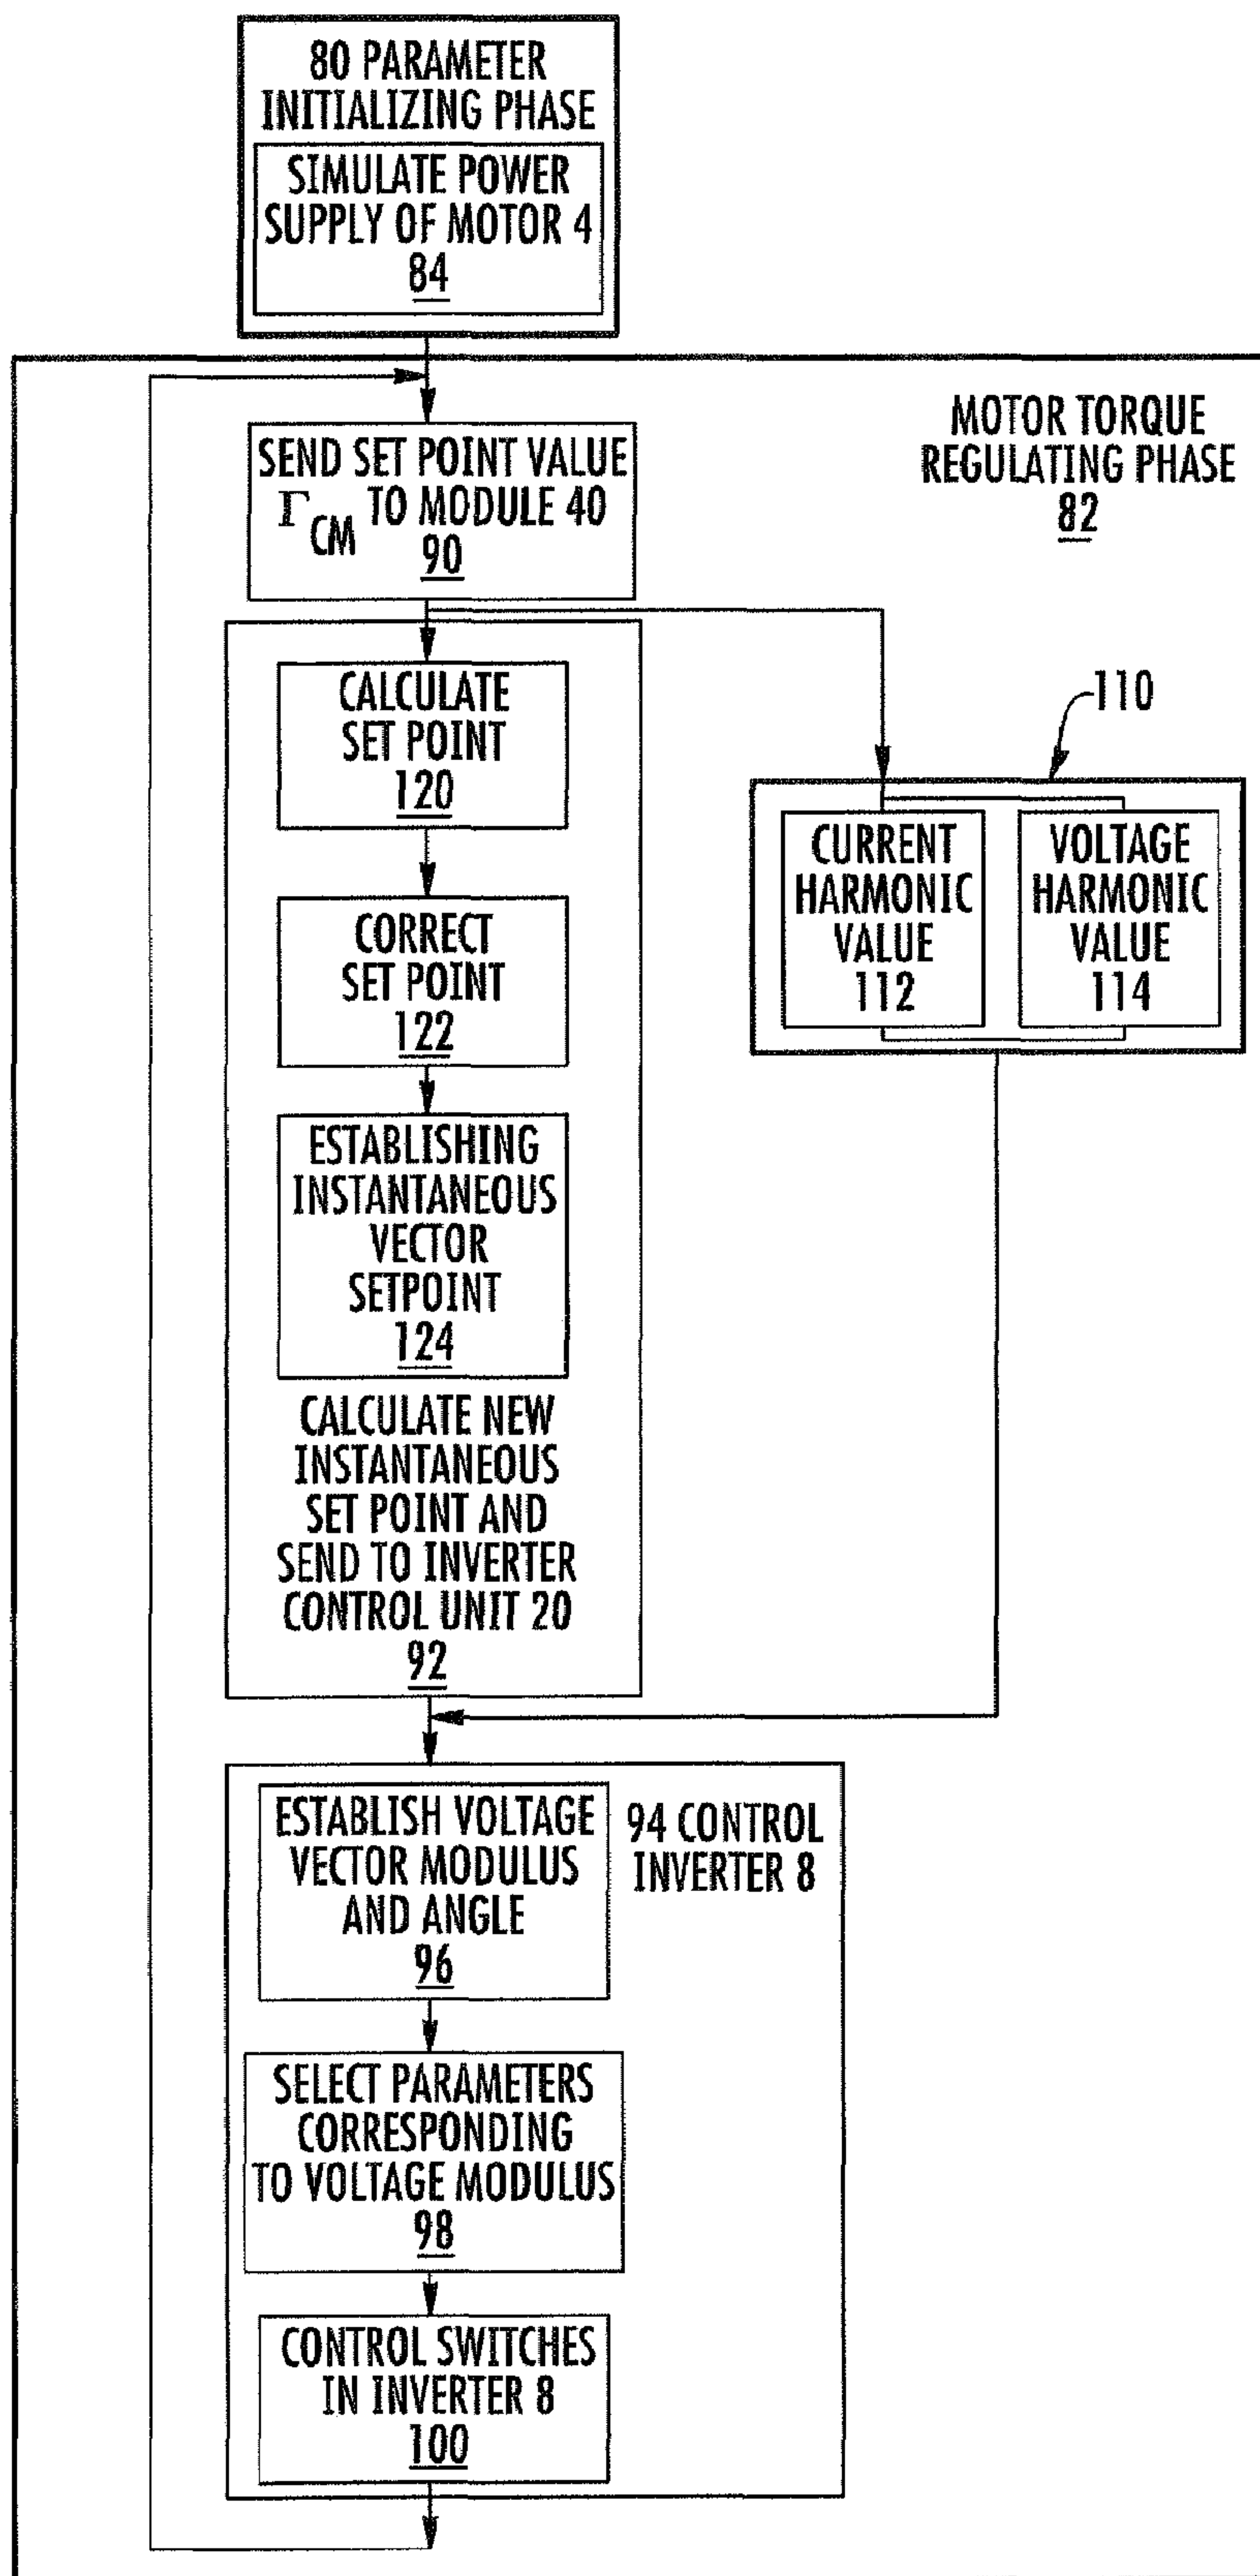 80 PARAMETER
INITIALIZING PHASE
SIMULATE POWER
SUPPLY OF MOTOR 4
84
MOTOR TORQUE
REGULATING PHASE
82
SEND SET POINT VALUE
Γ CM TO MODULE 40
90
CALCULATE
SET POINT
120
110
CURRENT
HARMONIC
VALUE
112
VOLTAGE
HARMONIC
VALUE
114
CORRECT
SET POINT
122
ESTABLISHING
INSTANTANEOUS
VECTOR
SETPOINT
124
CALCULATE NEW
INSTANTANEOUS
SET POINT AND
SEND TO INVERTER
CONTROL UNIT 20
92
ESTABLISH VOLTAGE
VECTOR MODULUS
AND ANGLE
96
94 CONTROL
INVERTER 8
SELECT PARAMETERS
CORRESPONDING
TO VOLTAGE MODULUS
98
CONTROL SWITCHES
IN INVERTER 8
100